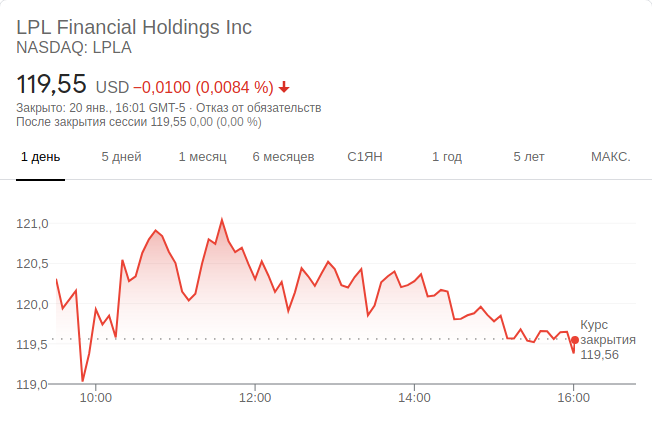 LPL Financial Holdings Inc
NASDAQ: LPLA
119,55 USD −0,0100 (0,0084 %)
Закрыто: 20 янв., 16:01 GMT-5 · Отказ от обязательств
После закрытия сессии 119,55 0,00 (0,00 %)
1 день 5 дней 1 месяц 6 месяцев С1ЯН 1 год 5 лет МАКС.
121,0
120,5
120,0
119,5
119,0
Курс
закрытия
119,56
10:00 12:00 14:00 16:00